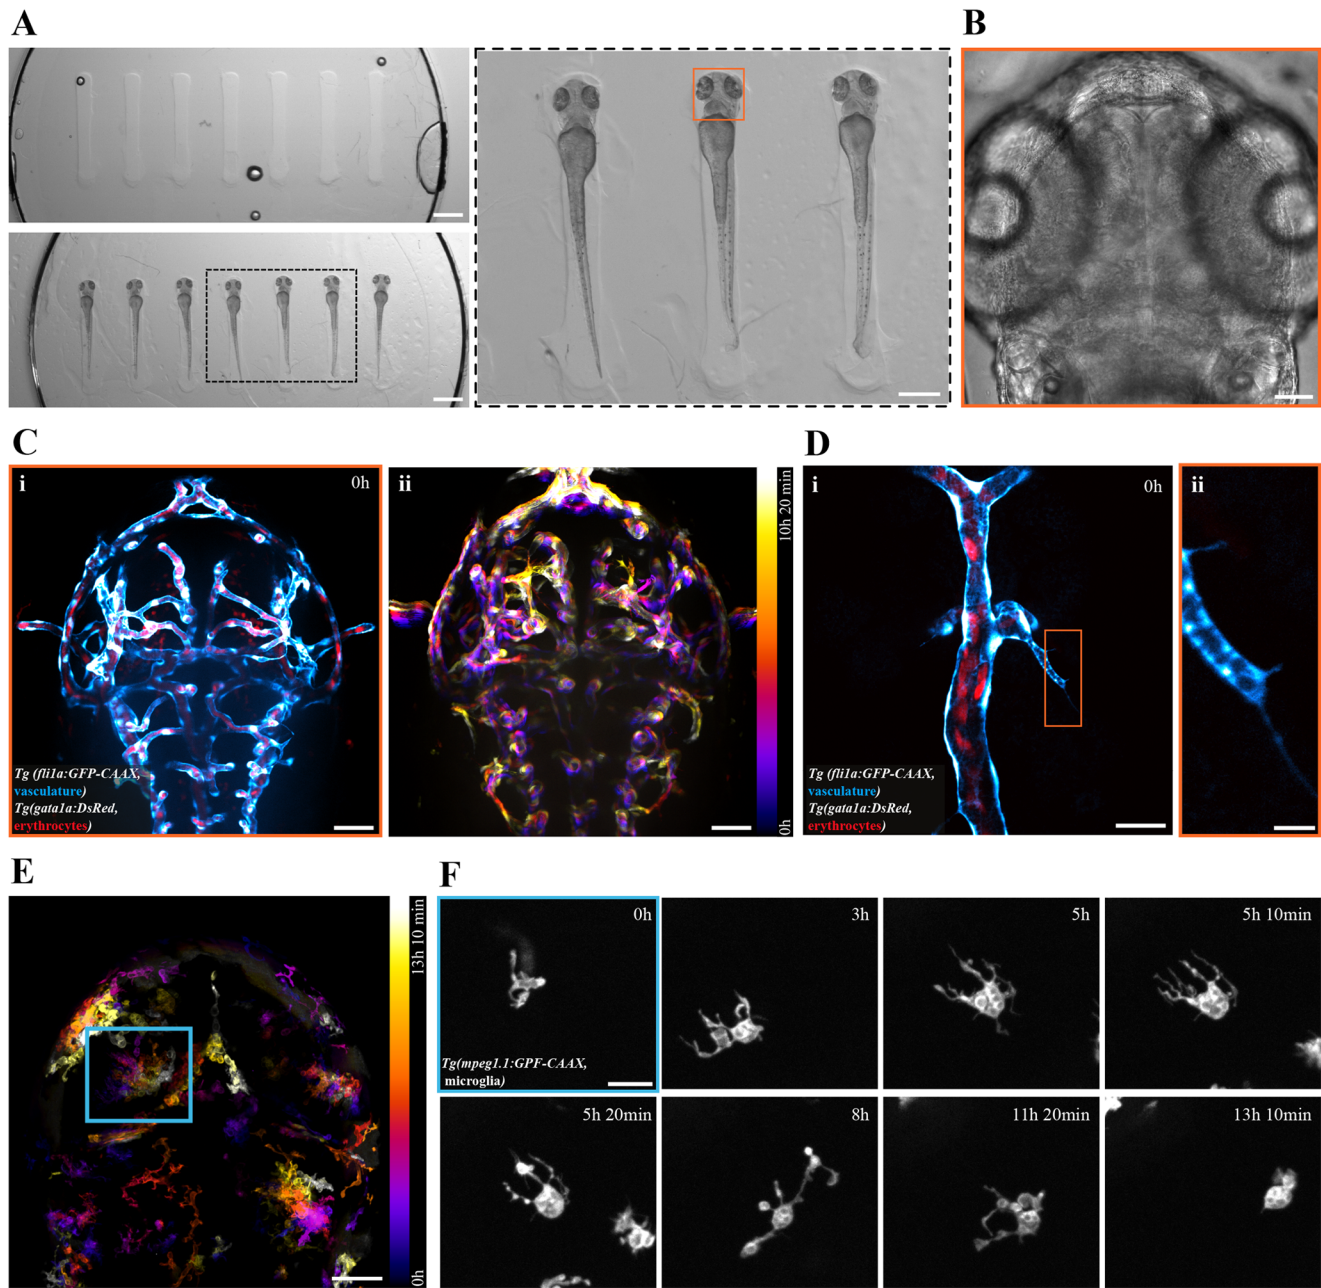 A
B
C
i
0h
Tg (fli1a:GFP-CAAX,
vasculature)
Tg(gata1a:DsRed,
erythrocytes)
ii
10h 20 min
0h
D
i
0h
Tg (fli1a:GFP-CAAX,
vasculature)
Tg(gata1a:DsRed,
erythrocytes)
ii
E
13h 10 min
0h
F
0h
Tg(mpeg1.1:GPF-CAAX,
microglia)
3h
5h
5h 10min
5h 20min
8h
11h 20min
13h 10min